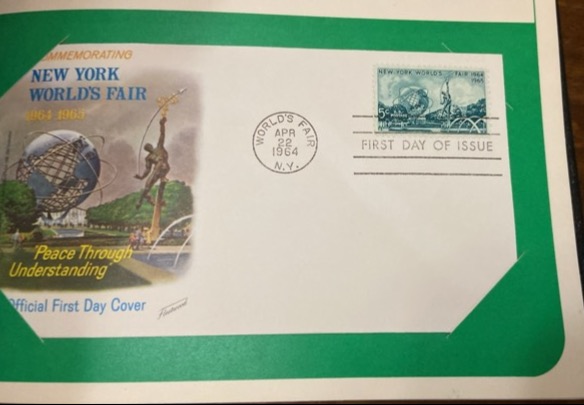 COMMEMORATING
NEW YORK
WORLD'S FAIR
1964-1965
"Peace Through
Understanding"
Official First Day Cover
Fleetwood
WORLD'S FAIR
APR
22
1964
N.Y.
NEW YORK WORLD'S FAIR 1964
1965
5¢
FIRST DAY OF ISSUE